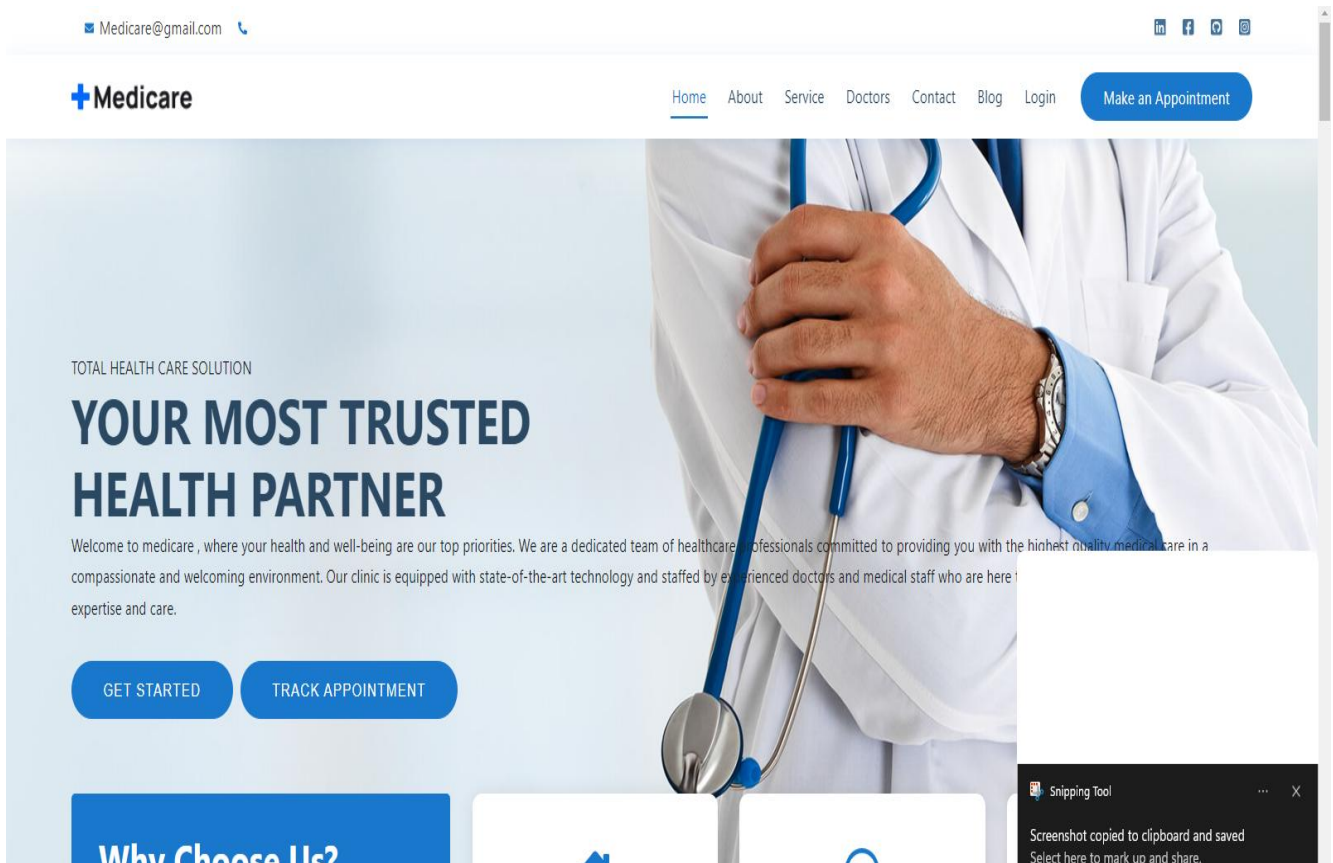 Medicare@gmail.com
Medicare
Home About Service Doctors Contact Blog Login Make an Appointment
TOTAL HEALTH CARE SOLUTION
YOUR MOST TRUSTED
HEALTH PARTNER
Welcome to medicare , where your health and well-being are our top priorities. We are a dedicated team of healthcare professionals committed to providing you with the highest quality medical care in a
compassionate and welcoming environment. Our clinic is equipped with state-of-the-art technology and staffed by experienced doctors and medical staff who are here
expertise and care.
GET STARTED TRACK APPOINTMENT
Why Choose Us?
Snipping Tool
Screenshot copied to clipboard and saved
Select here to mark up and share.